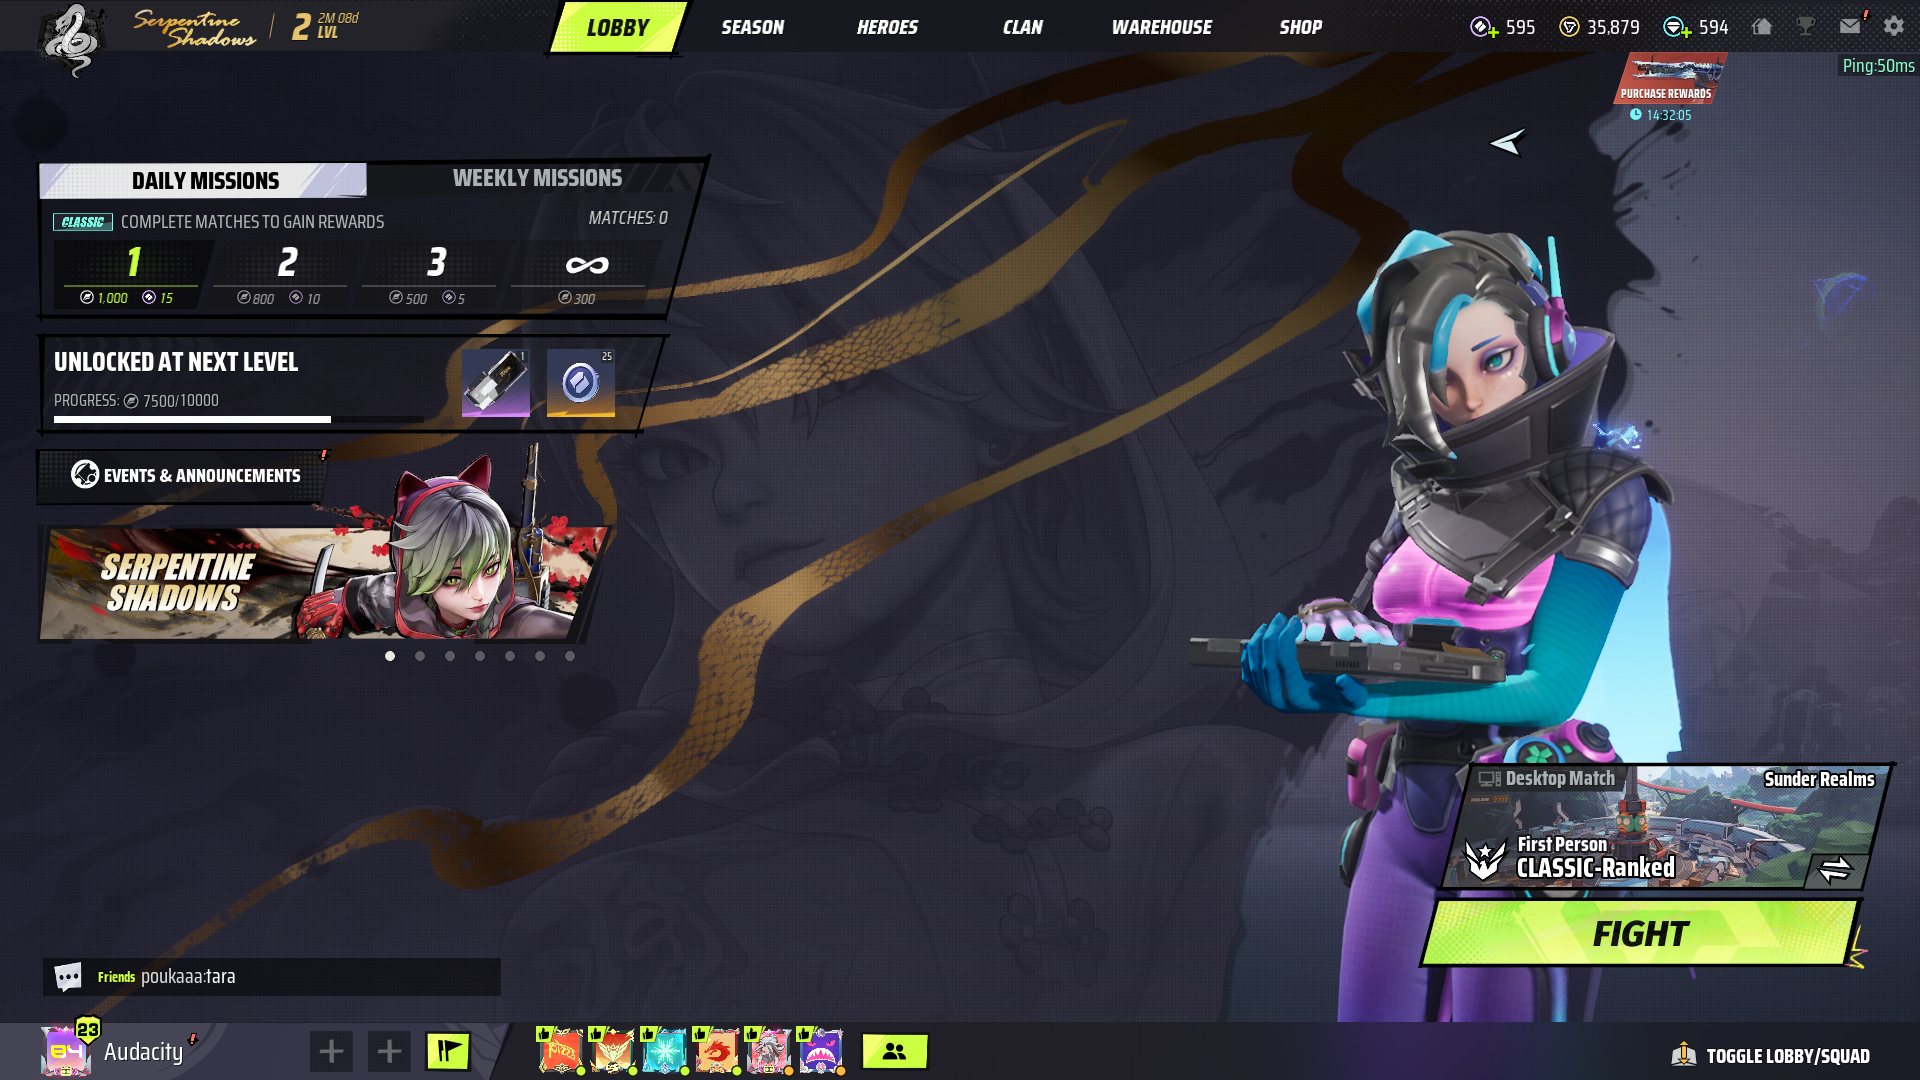 Serpentine Shadows
2 2M 08d LVL
LOBBY
SEASON
HEROES
CLAN
WAREHOUSE
SHOP
595
35,879
594
Ping:50ms
PURCHASE REWARDS
14:32:05
DAILY MISSIONS
WEEKLY MISSIONS
CLASSIC COMPLETE MATCHES TO GAIN REWARDS
MATCHES: 0
1 2 3 ∞
1,000 15 800 10 500 5 300
UNLOCKED AT NEXT LEVEL
PROGRESS: 7500/10000
1
25
EVENTS & ANNOUNCEMENTS
SERPENTINE
SHADOWS
Desktop Match
Sunder Realms
First Person
CLASSIC-Ranked
FIGHT
Friends poukaaa:tara
23
84
Audacity
Pizza
TOGGLE LOBBY/SQUAD